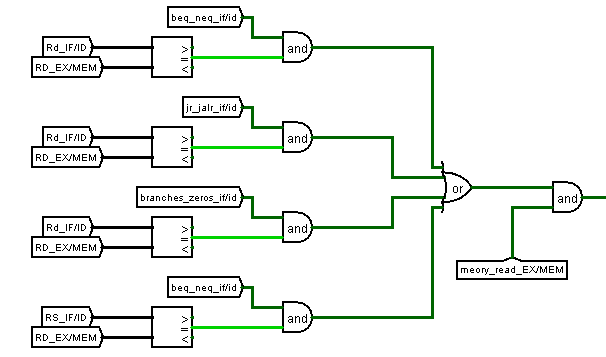 beq_neq_if/id
Rd_IF/ID
RD_EX/MEM
>
=
<
and
jr_jalr_if/id
Rd_IF/ID
RD_EX/MEM
>
=
<
and
or
and
branches_zeros_if/id
Rd_IF/ID
RD_EX/MEM
>
=
<
and
meory_read_EX/MEM
beq_neq_if/id
RS_IF/ID
RD_EX/MEM
>
=
<
and